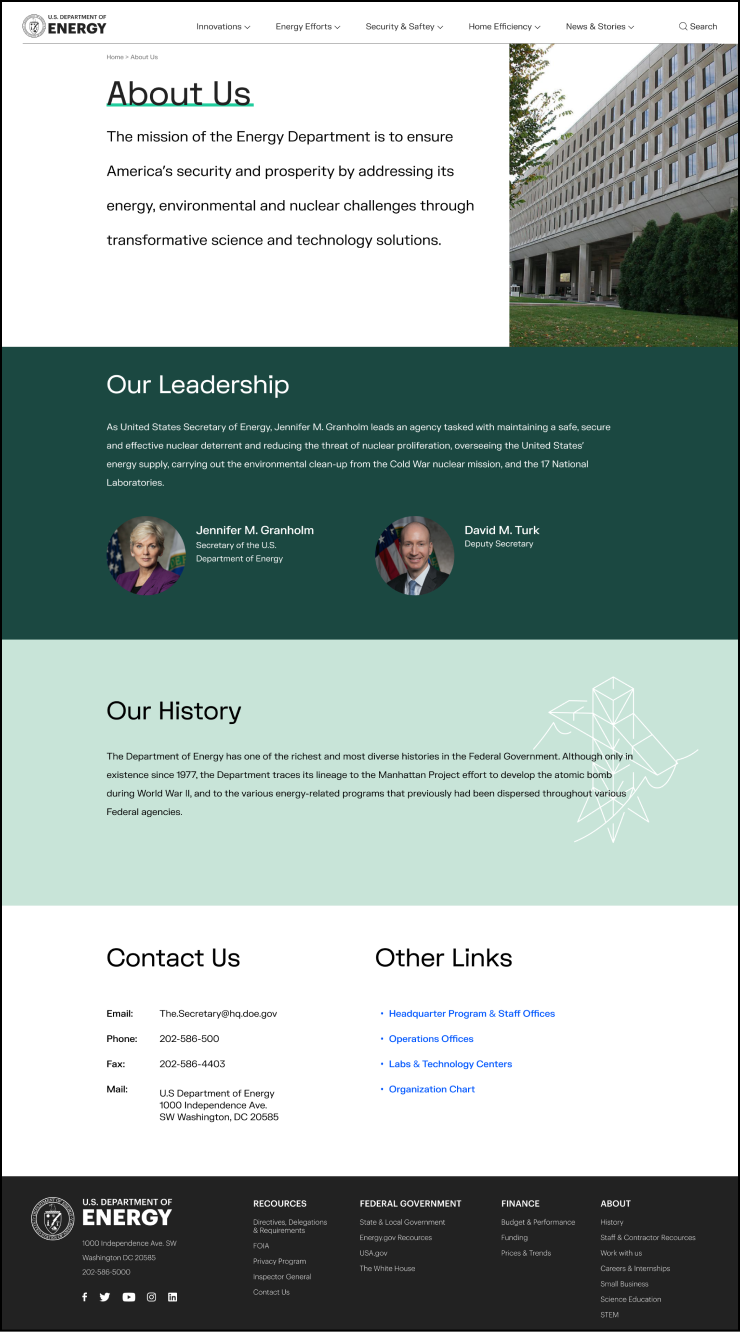 U.S. DEPARTMENT OF
ENERGY
Innovations
Energy Efforts
Security & Saftey
Home Efficiency
News & Stories
Search
Home > About Us
About Us
The mission of the Energy Department is to ensure
America's security and prosperity by addressing its
energy, environmental and nuclear challenges through
transformative science and technology solutions.
Our Leadership
As United States Secretary of Energy, Jennifer M. Granholm leads an agency tasked with maintaining a safe, secure
and effective nuclear deterrent and reducing the threat of nuclear proliferation, overseeing the United States'
energy supply, carrying out the environmental clean-up from the Cold War nuclear mission, and the 17 National
Laboratories.
Jennifer M. Granholm
Secretary of the U.S.
Department of Energy
David M. Turk
Deputy Secretary
Our History
The Department of Energy has one of the richest and most diverse histories in the Federal Government. Although only in
existence since 1977, the Department traces its lineage to the Manhattan Project effort to develop the atomic bomb
during World War II, and to the various energy-related programs that previously had been dispersed throughout various
Federal agencies.
Contact Us
Email: The.Secretary@hq.doe.gov
Phone: 202-586-500
Fax: 202-586-4403
Mail: U.S Department of Energy
1000 Independence Ave.
SW Washington, DC 20585
Other Links
• Headquarter Program & Staff Offices
• Operations Offices
• Labs & Technology Centers
• Organization Chart
U.S. DEPARTMENT OF
ENERGY
1000 Independence Ave. SW
Washington DC 20585
202-586-5000
RECOURCES
Directives, Delegations
& Requirements
FOIA
Privacy Program
Inspector General
Contact Us
FEDERAL GOVERNMENT
State & Local Government
Energy.gov Recources
USA.gov
The White House
FINANCE
Budget & Performance
Funding
Prices & Trends
ABOUT
History
Staff & Contractor Recources
Work with us
Careers & Internships
Small Business
Science Education
STEM